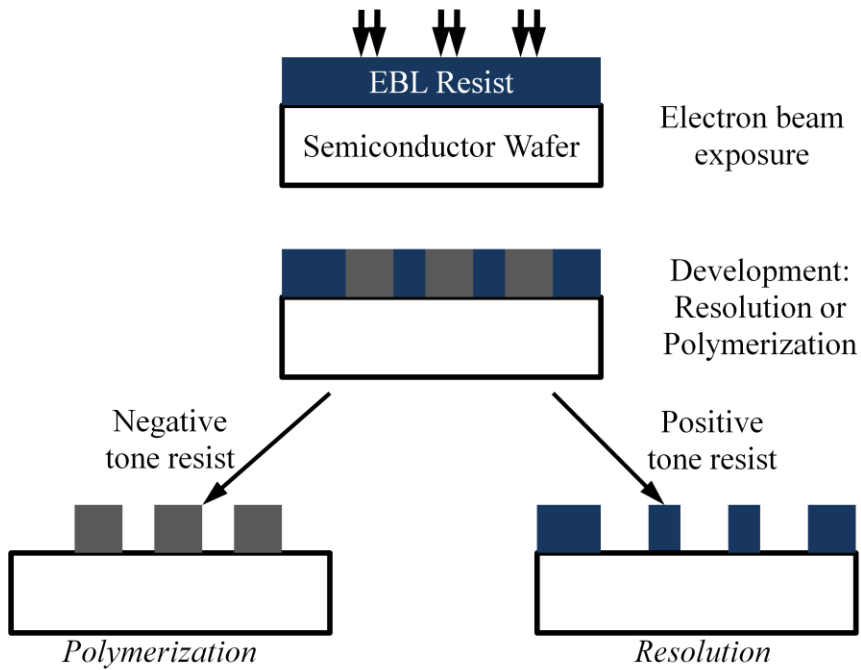 EBL Resist
Semiconductor Wafer
Electron beam
exposure
Development:
Resolution or
Polymerization
Negative
tone resist
Positive
tone resist
Polymerization
Resolution